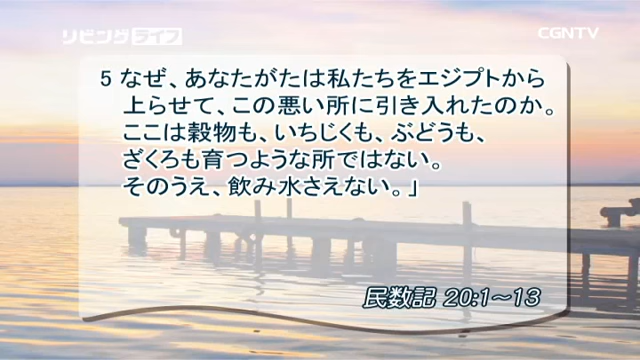 リビングライフ
CGNTV
5 なぜ、あなたがたは私たちをエジプトから
上らせて、この悪い所に引き入れたのか。
ここは穀物も、いちじくも、ぶどうも、
ざくろも育つような所ではない。
そのうえ、飲み水さえない。」
民数記 20:1～13